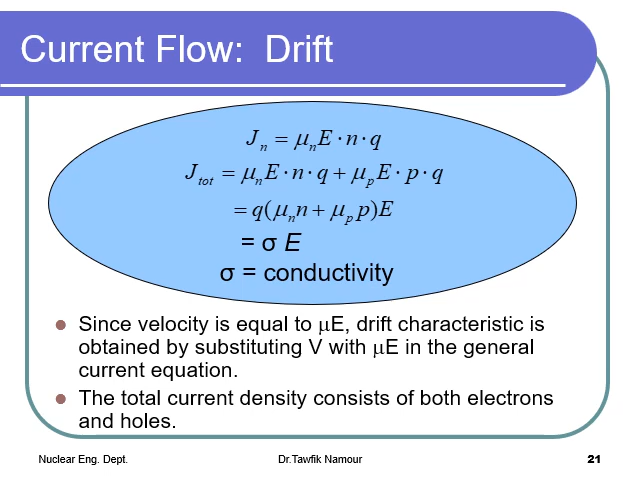 Current Flow: Drift
Jₙ = μₙE · n · q
J_tot = μₙE · n · q + μₚE · p · q
= q(μₙn + μₚp)E
= σ E
σ = conductivity
● Since velocity is equal to μE, drift characteristic is
obtained by substituting V with μE in the general
current equation.
● The total current density consists of both electrons
and holes.
Nuclear Eng. Dept. Dr.Tawfik Namour 21